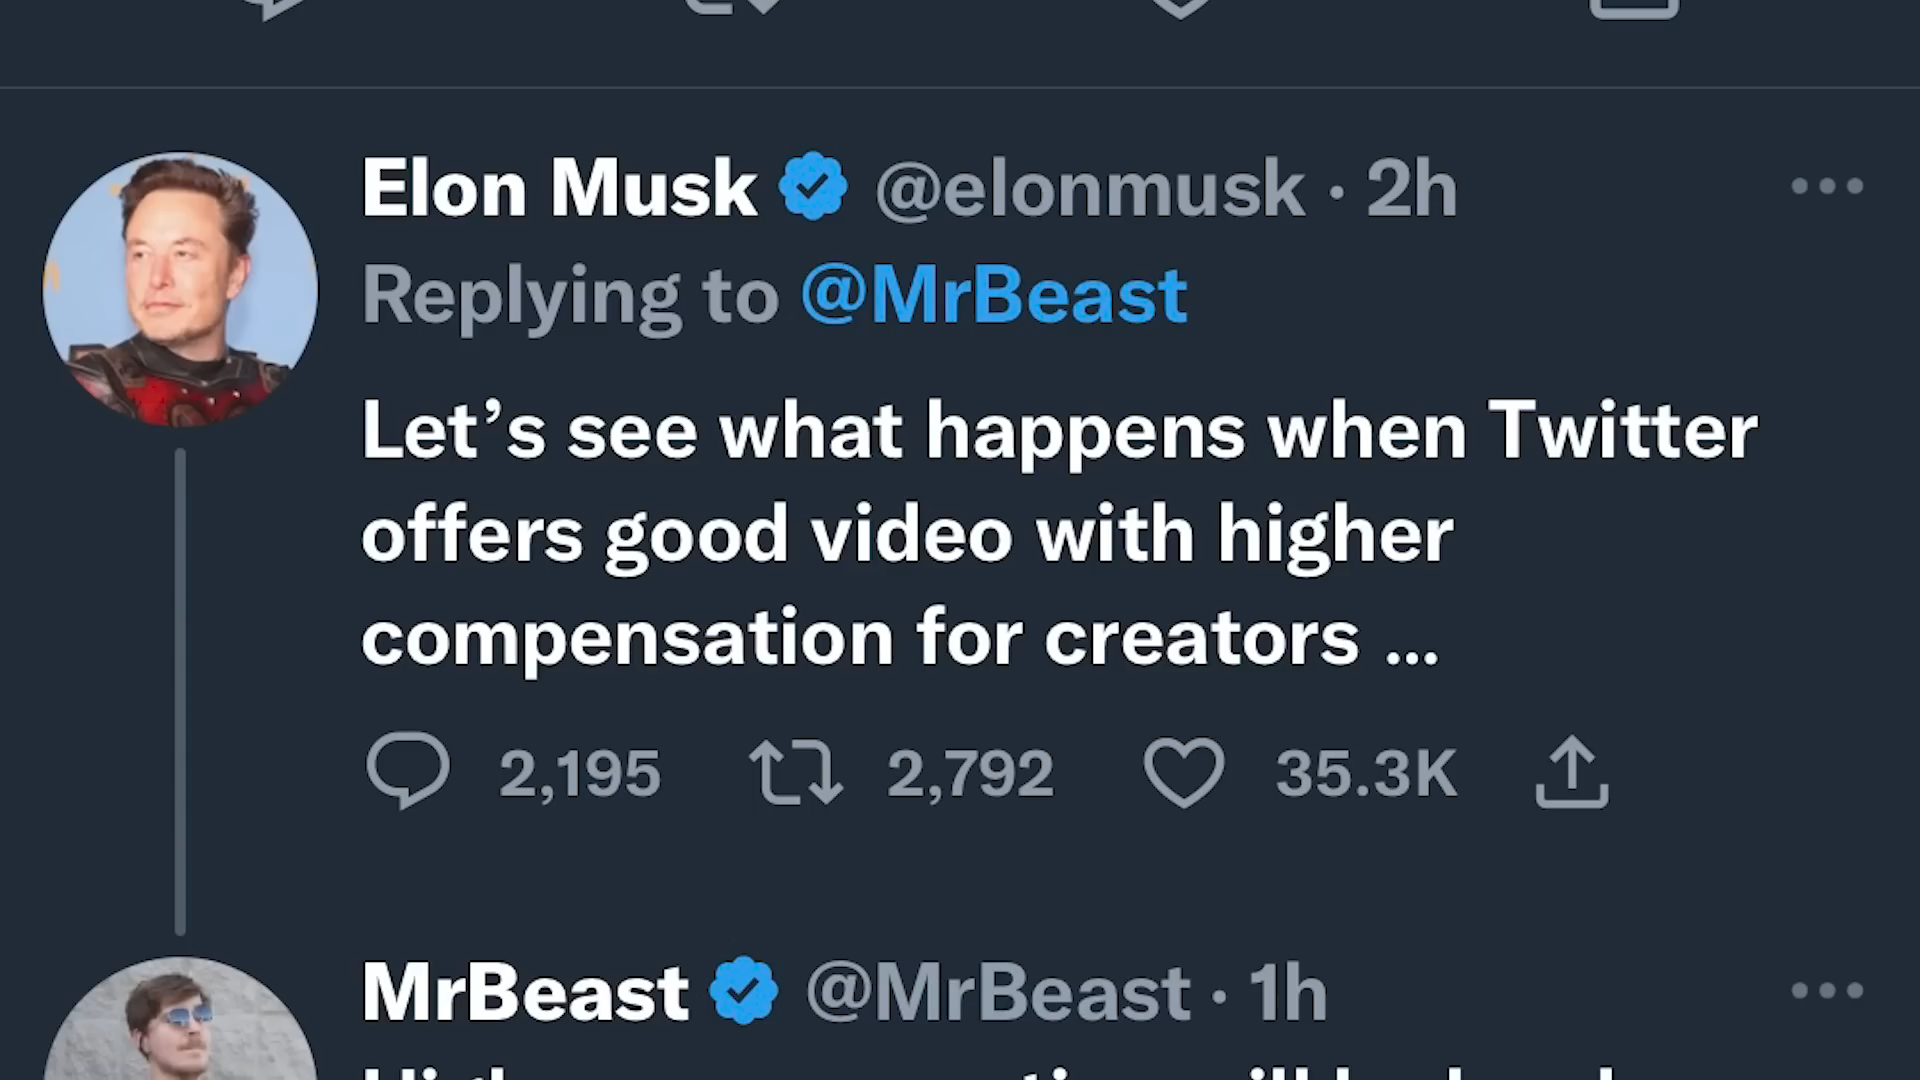 Elon Musk @elonmusk · 2h
Replying to @MrBeast
Let’s see what happens when Twitter
offers good video with higher
compensation for creators ...
2,195 2,792 35.3K
MrBeast @MrBeast · 1h